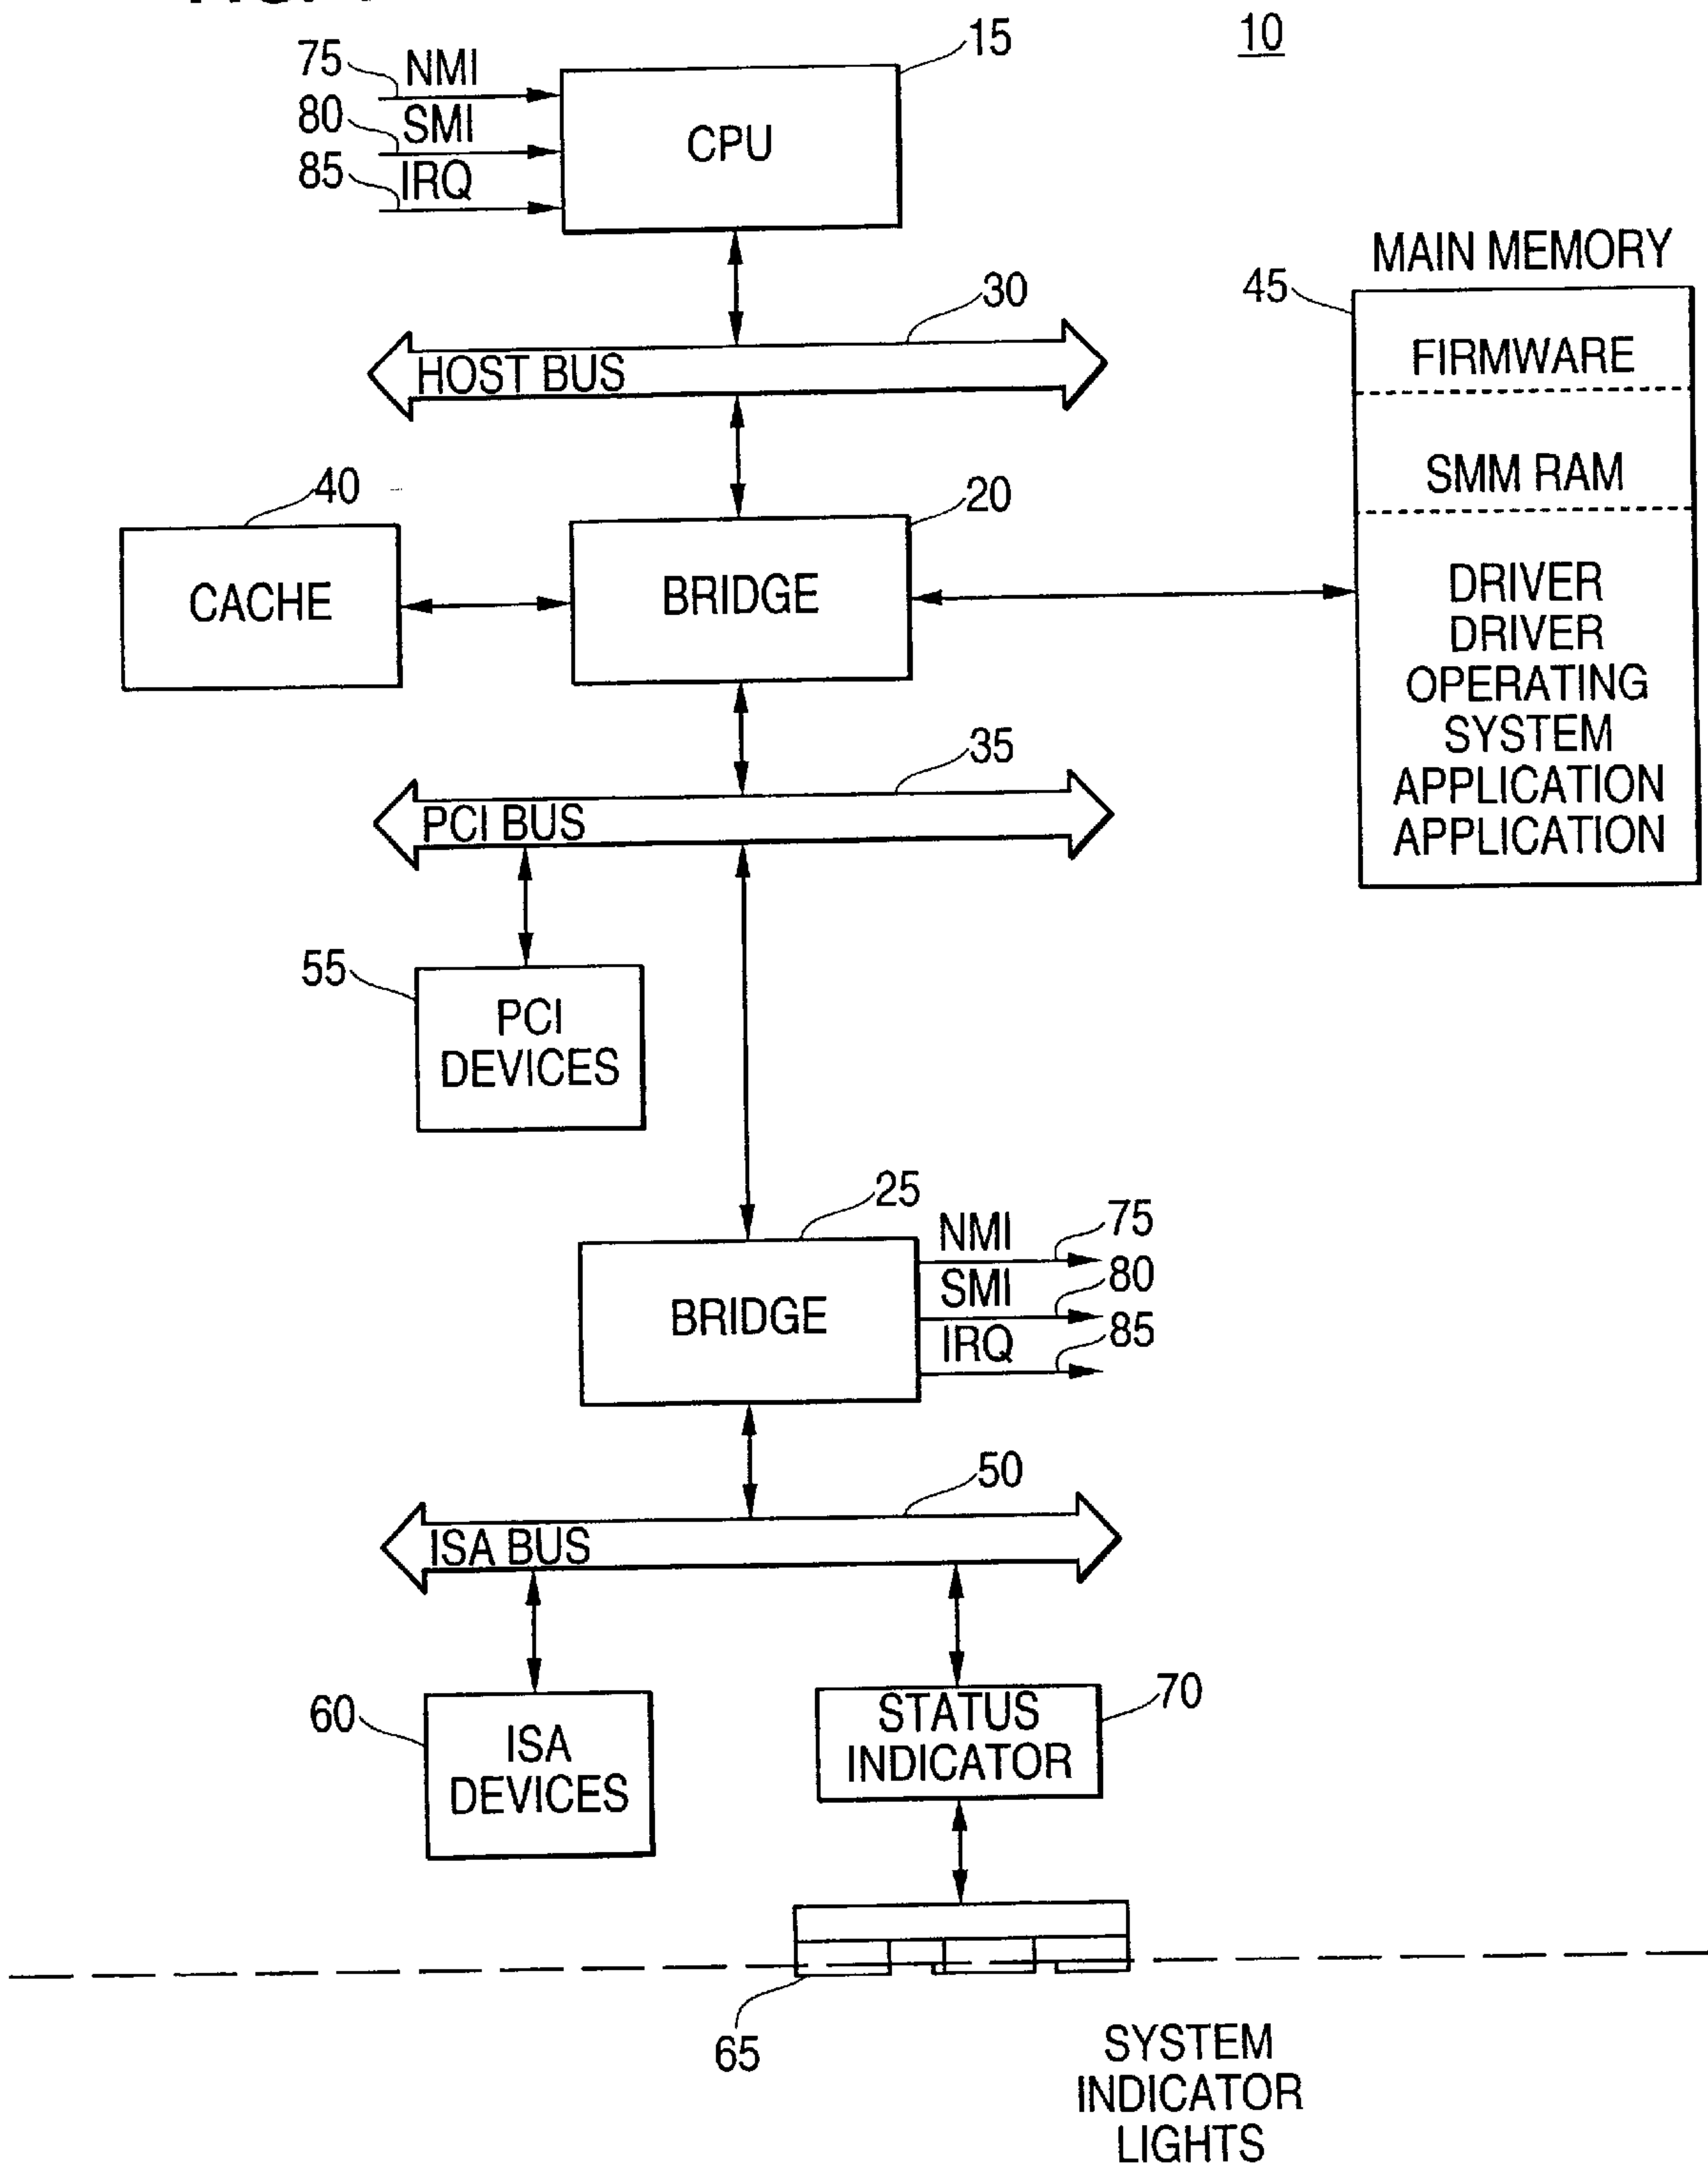 10
15
75
NMI
80
SMI
85
IRQ
CPU
30
HOST BUS
MAIN MEMORY
45
FIRMWARE
SMM RAM
DRIVER
DRIVER
OPERATING
SYSTEM
APPLICATION
APPLICATION
40
CACHE
20
BRIDGE
35
PCI BUS
55
PCI
DEVICES
25
BRIDGE
NMI
75
SMI
80
IRQ
85
50
ISA BUS
60
ISA
DEVICES
70
STATUS
INDICATOR
65
SYSTEM
INDICATOR
LIGHTS